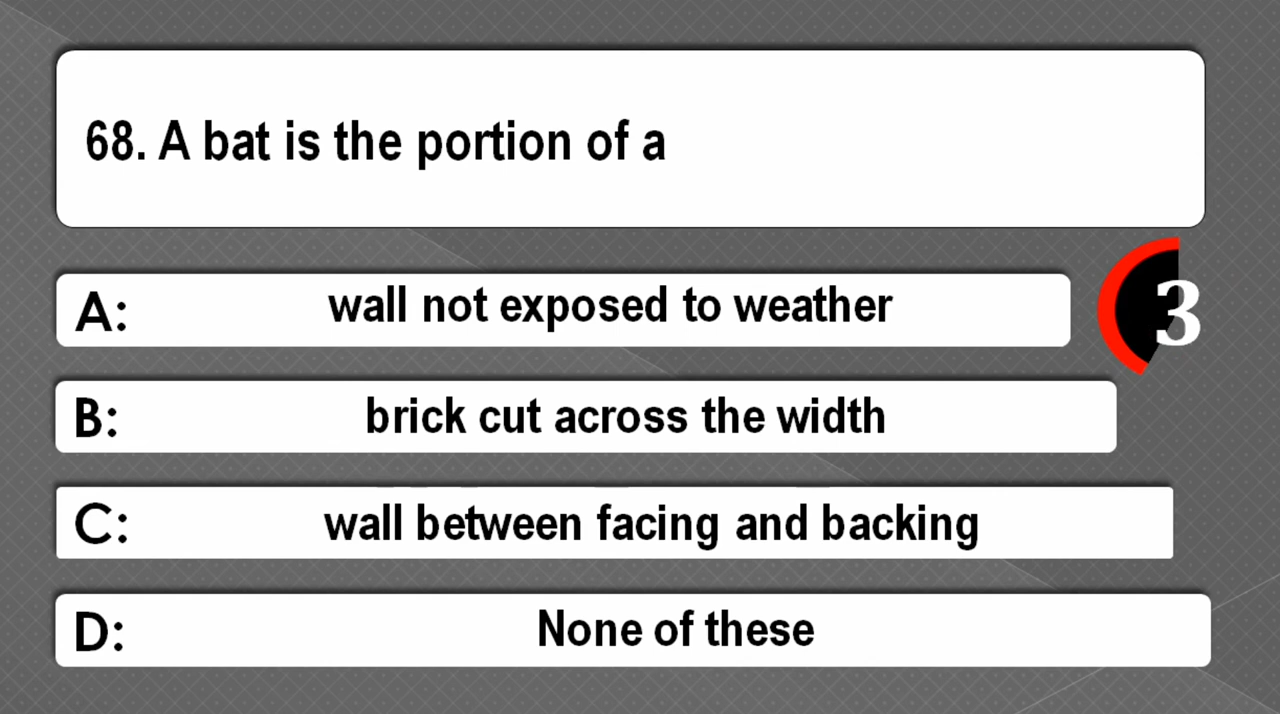 68. A bat is the portion of a
A: wall not exposed to weather
3
B: brick cut across the width
C: wall between facing and backing
D: None of these